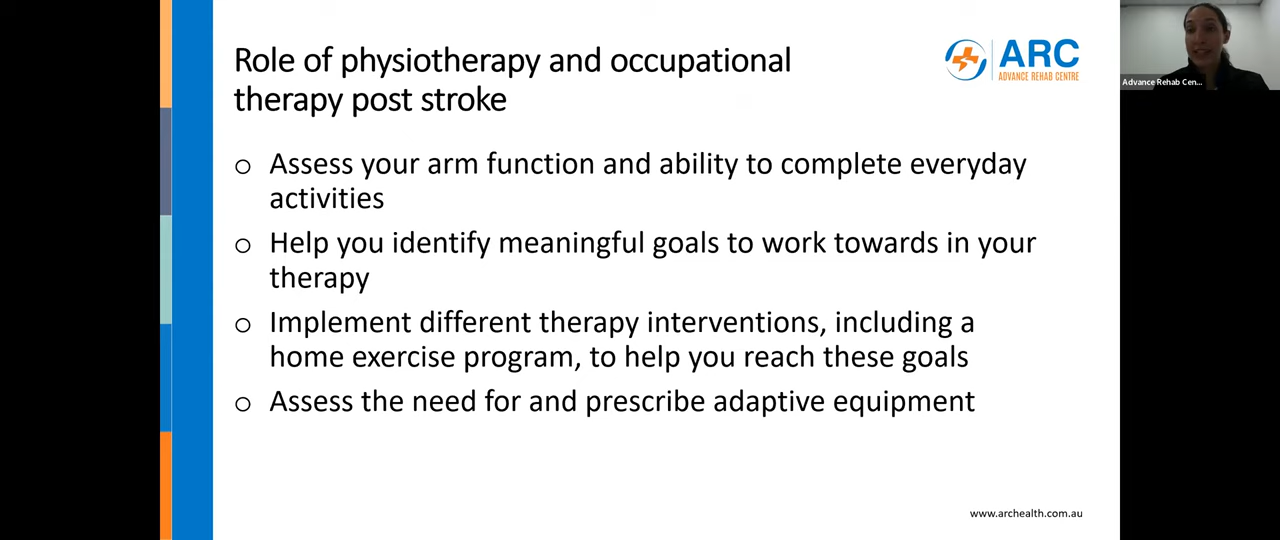 Role of physiotherapy and occupational
therapy post stroke
ARC
ADVANCE REHAB CENTRE
Advance Rehab Cen...
o Assess your arm function and ability to complete everyday
activities
o Help you identify meaningful goals to work towards in your
therapy
o Implement different therapy interventions, including a
home exercise program, to help you reach these goals
o Assess the need for and prescribe adaptive equipment
www.archealth.com.au